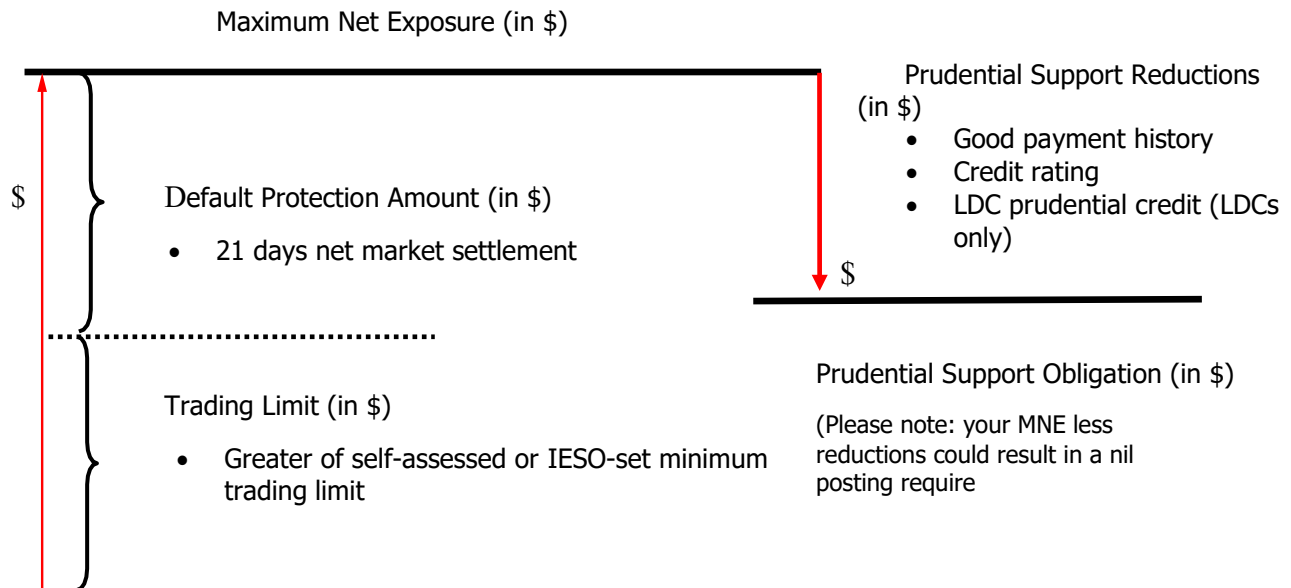 Maximum Net Exposure (in $)
Prudential Support Reductions
(in $)
• Good payment history
• Credit rating
• LDC prudential credit (LDCs
only)
$
Default Protection Amount (in $)
• 21 days net market settlement
$
Prudential Support Obligation (in $)
(Please note: your MNE less
reductions could result in a nil
posting require
Trading Limit (in $)
• Greater of self-assessed or IESO-set minimum
trading limit